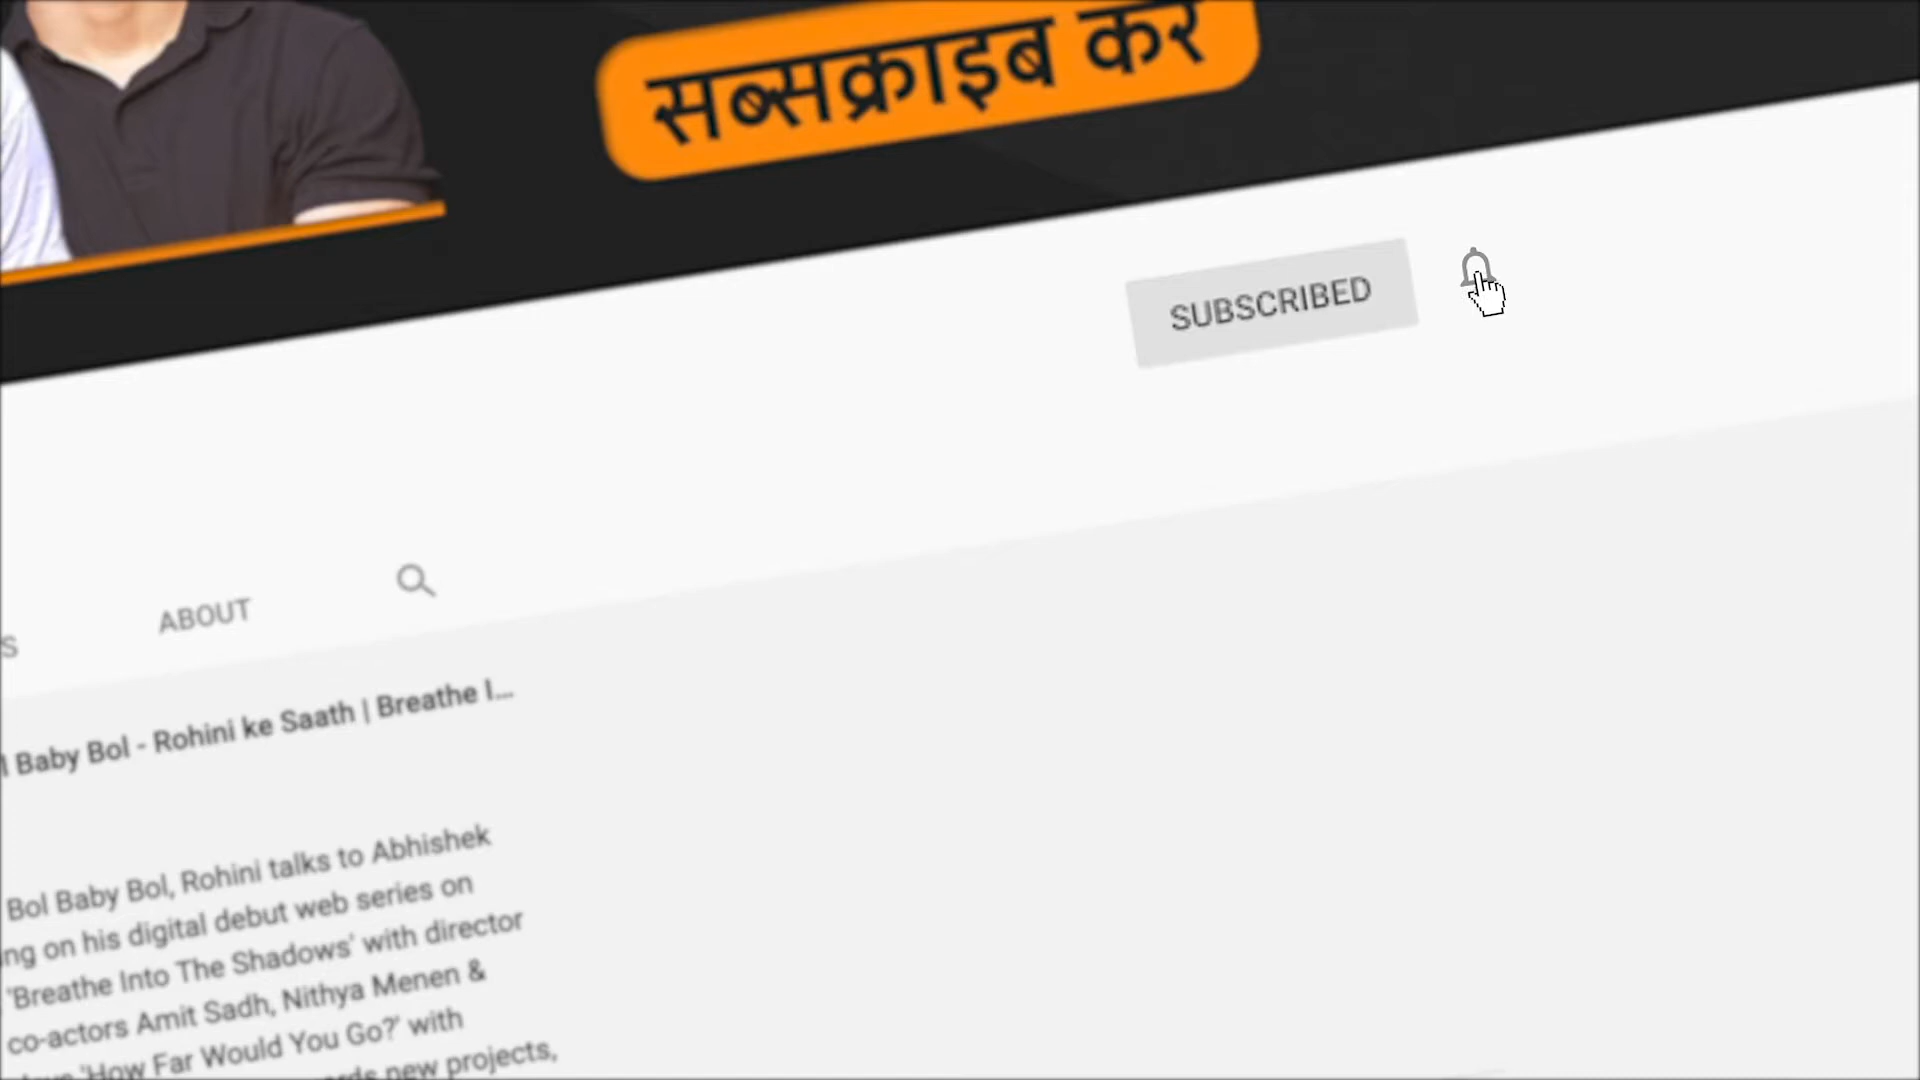 सब्सक्राइब करें
SUBSCRIBED
ABOUT
Baby Bol - Rohini ke Saath | Breathe I...
Bol Baby Bol, Rohini talks to Abhishek
on his digital debut web series on
'Breathe Into The Shadows' with director
co-actors Amit Sadh, Nithya Menen &
'How Far Would You Go?' with
new projects,